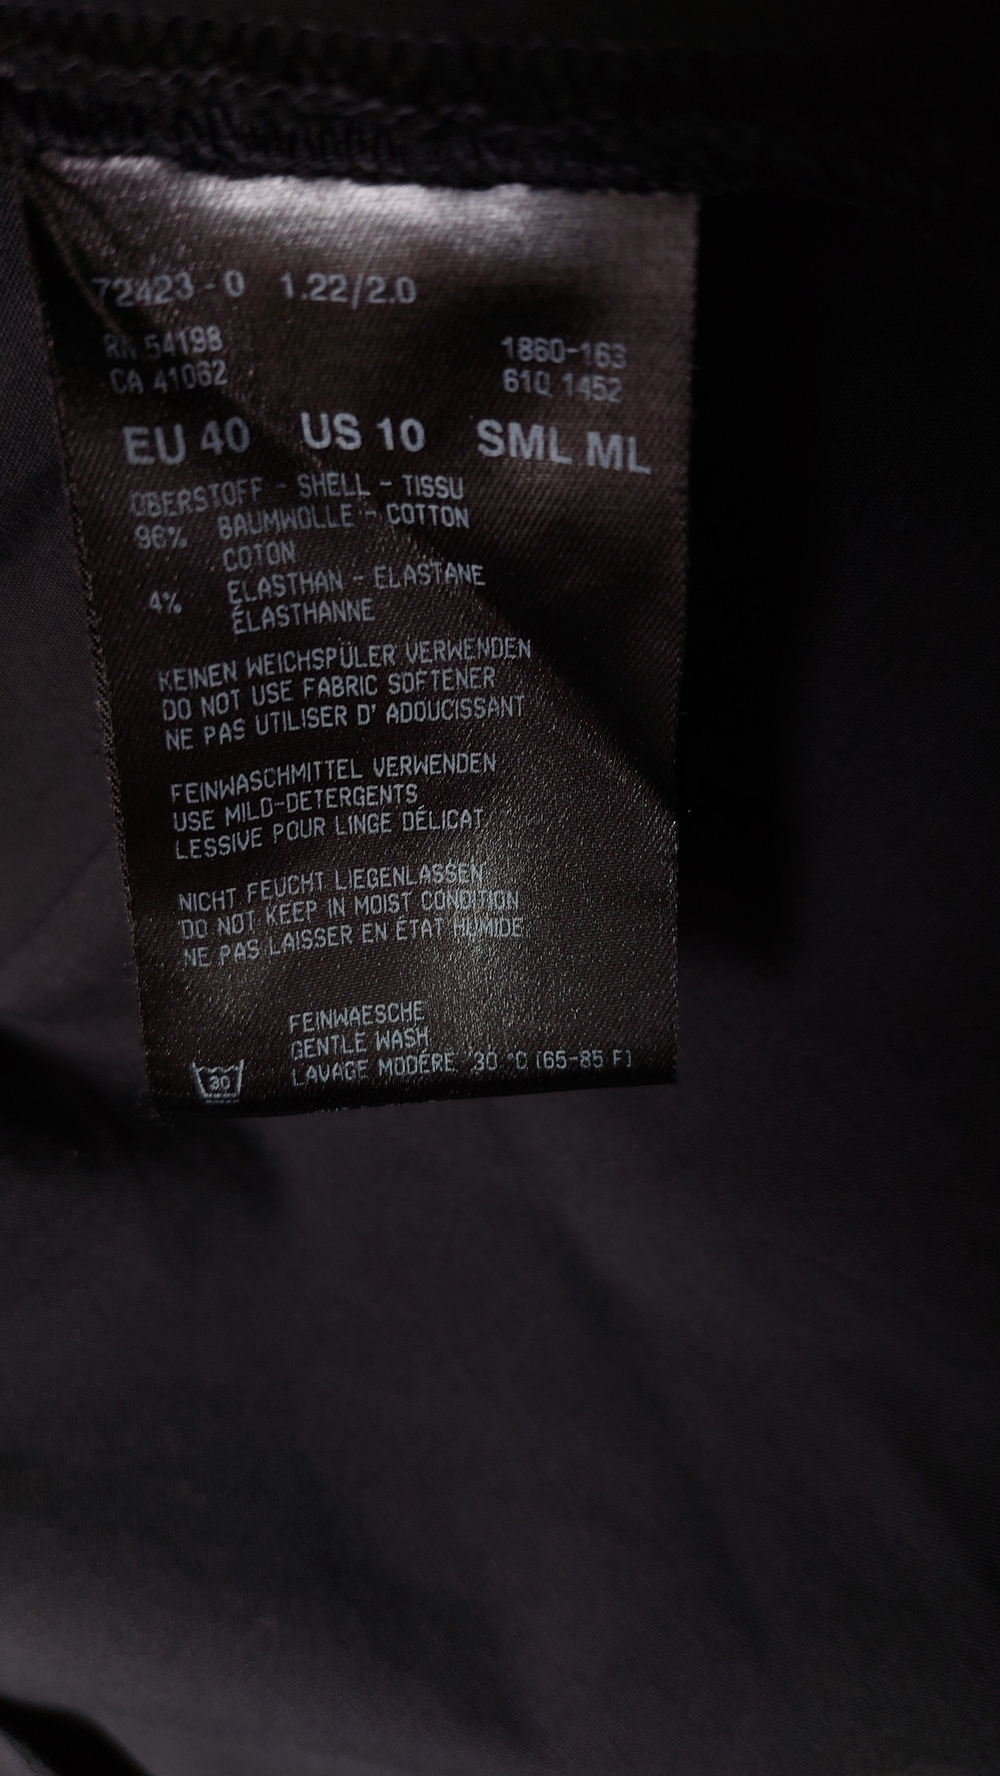 72423-0 1.22/2.0
RN 54198
CA 41062
1860-163
610 1452
EU 40 US 10 SML ML
OBERSTOFF - SHELL - TISSU
96% BAUMWOLLE - COTTON
COTON
4% ELASTHAN - ELASTANE
ÉLASTHANNE
KEINEN WEICHSPÜLER VERWENDEN
DO NOT USE FABRIC SOFTENER
NE PAS UTILISER D' ADOUCISSANT
FEINWASCHMITTEL VERWENDEN
USE MILD-DETERGENTS
LESSIVE POUR LINGE DÉLICAT
NICHT FEUCHT LIEGENLASSEN
DO NOT KEEP IN MOIST CONDITION
NE PAS LAISSER EN ÉTAT HUMIDE
FEINWAESCHE
GENTLE WASH
30 LAVAGE MODÉRÉ 30 °C (65-85 F)